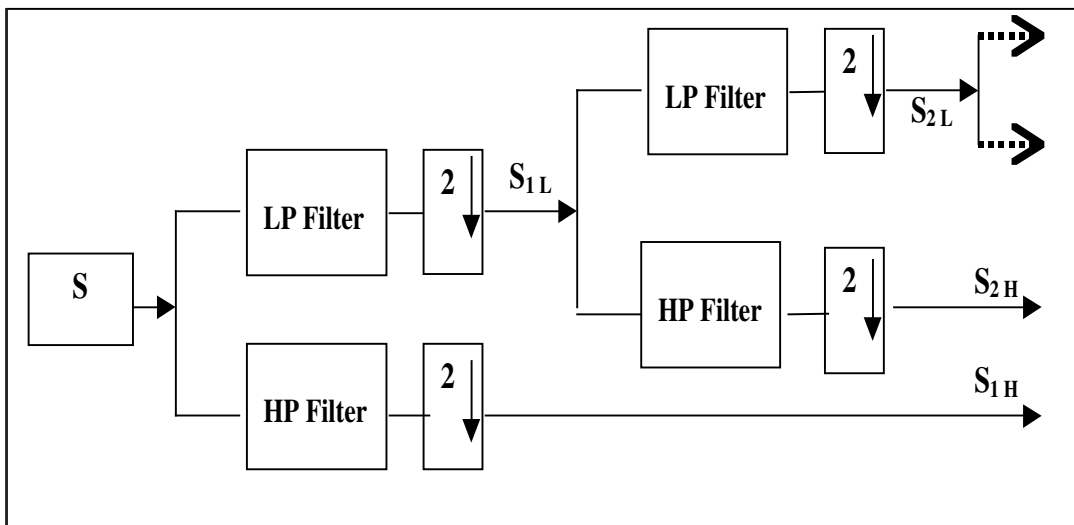 2
LP Filter
S2 L
2
S1 L
LP Filter
S
2
S2 H
HP Filter
2
S1 H
HP Filter